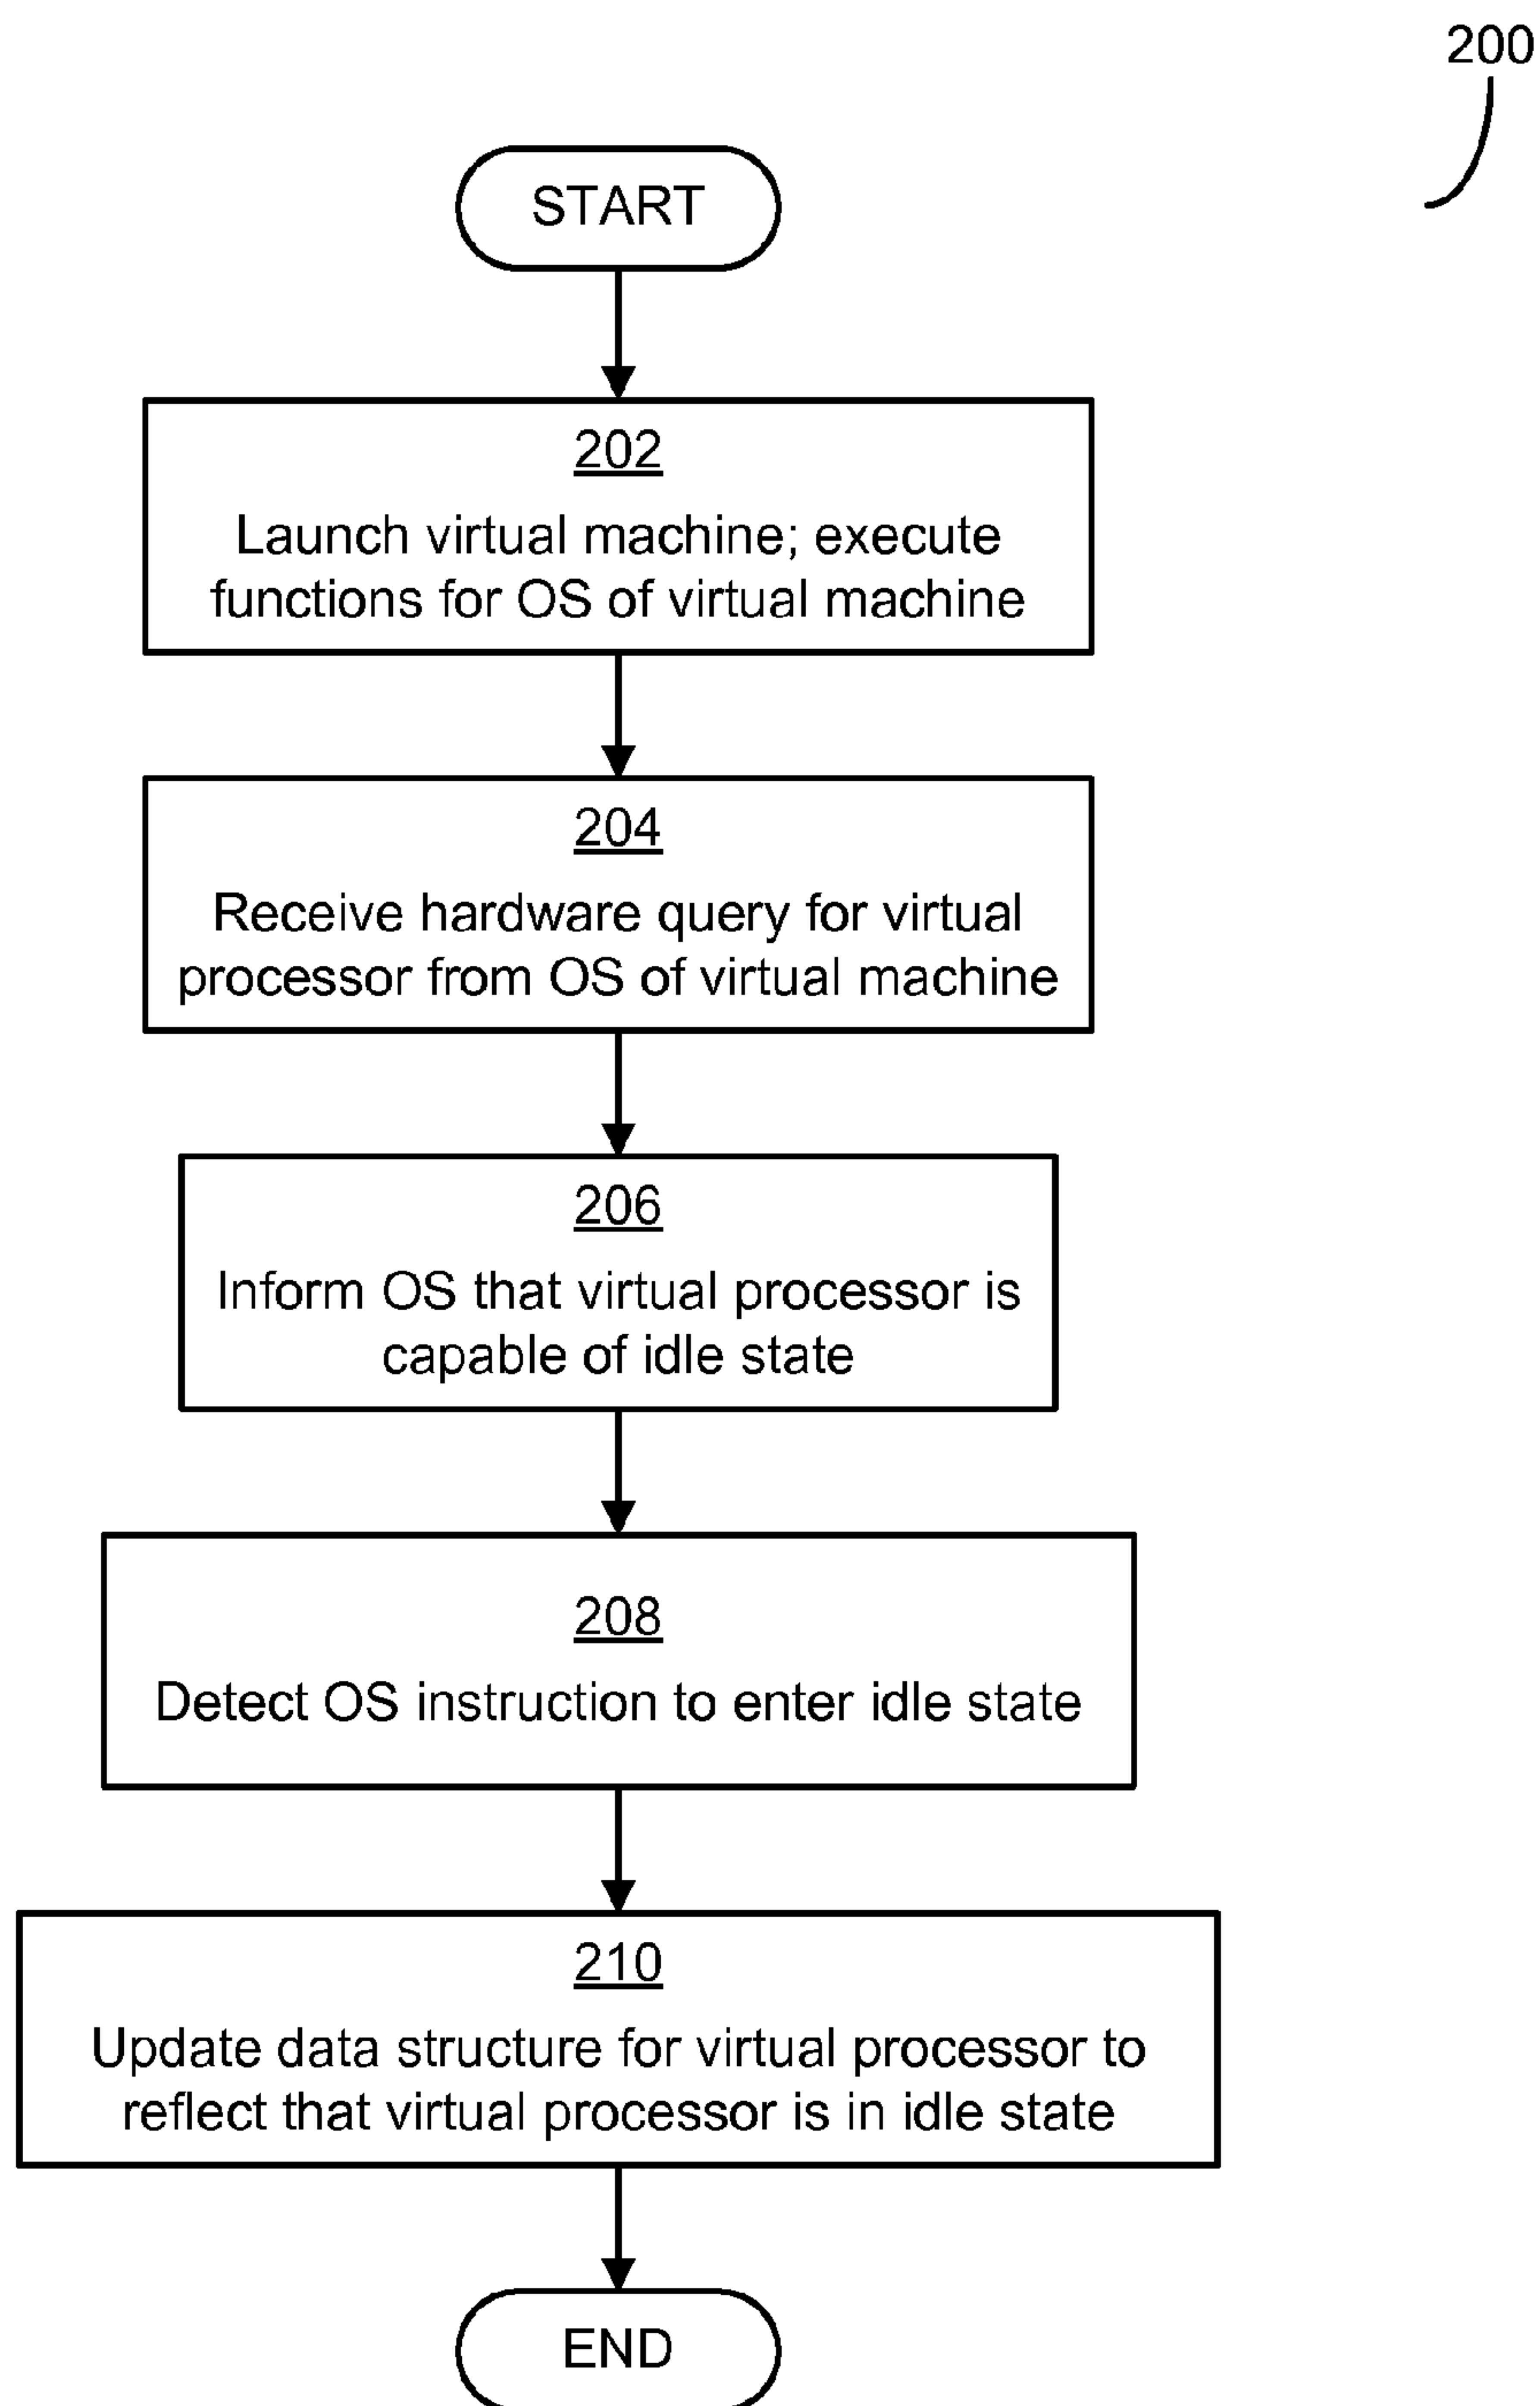 200
START
202
Launch virtual machine; execute
functions for OS of virtual machine
204
Receive hardware query for virtual
processor from OS of virtual machine
206
Inform OS that virtual processor is
capable of idle state
208
Detect OS instruction to enter idle state
210
Update data structure for virtual processor to
reflect that virtual processor is in idle state
END